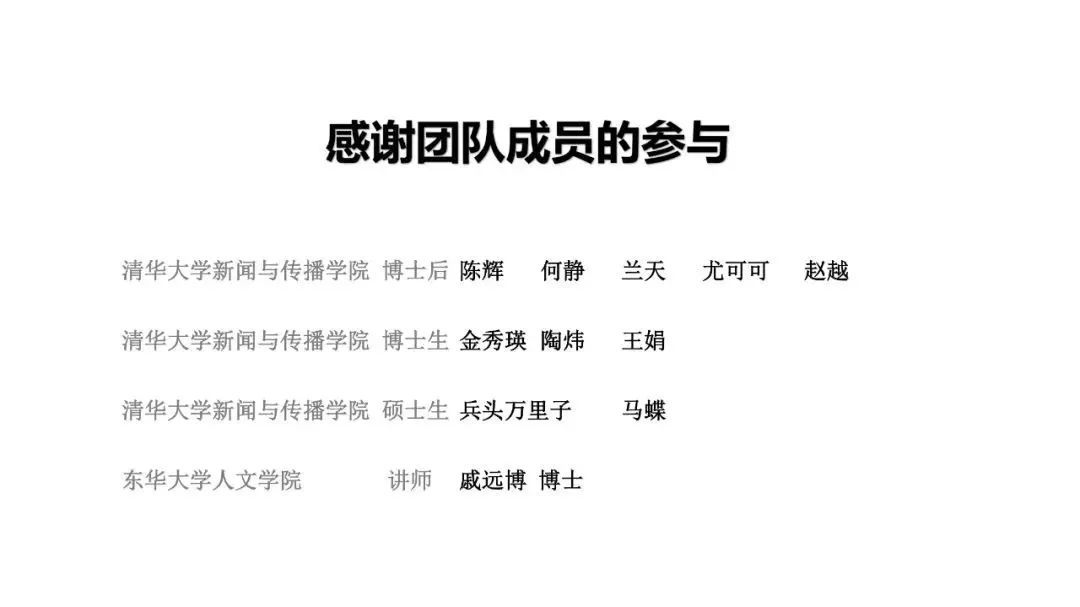 感谢团队成员的参与
清华大学新闻与传播学院 博士后 陈辉 何静 兰天 尤可可 赵越
清华大学新闻与传播学院 博士生 金秀瑛 陶炜 王娟
清华大学新闻与传播学院 硕士生 兵头万里子 马蝶
东华大学人文学院 讲师 戚远博 博士